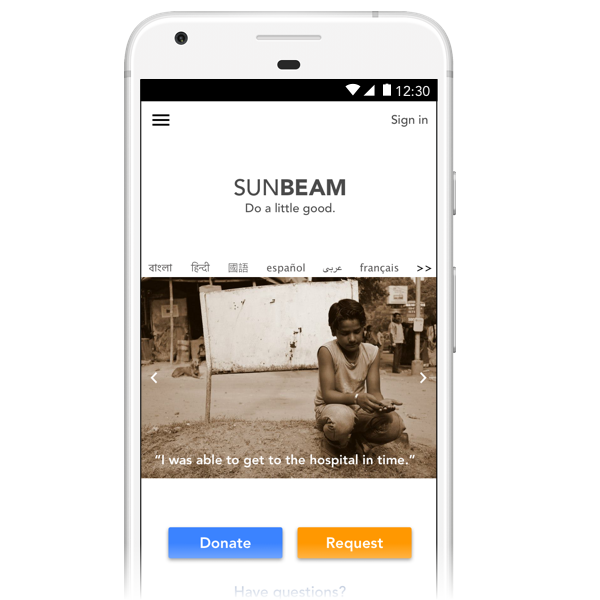 12:30
Sign in
SUNBEAM
Do a little good.
বাংলা हिन्दी 國語 español عربي français >>
“I was able to get to the hospital in time.”
Donate Request
Have questions?